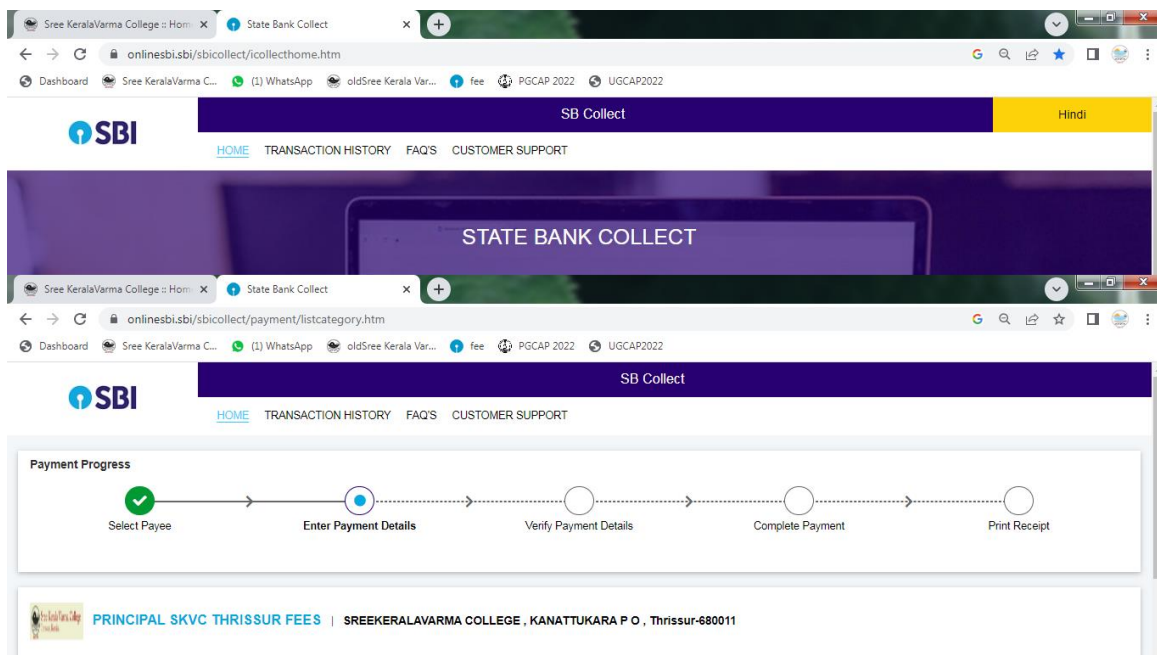 Sree KeralaVarma College :: Hom
State Bank Collect
onlinesbi.sbi/sbicollect/icollecthome.htm
Dashboard Sree KeralaVarma C... (1) WhatsApp oldSree Kerala Var... fee PGCAP 2022 UGCAP2022
SBI
SB Collect
Hindi
HOME TRANSACTION HISTORY FAQ'S CUSTOMER SUPPORT
STATE BANK COLLECT
Sree KeralaVarma College :: Hom
State Bank Collect
onlinesbi.sbi/sbicollect/payment/listcategory.htm
Dashboard Sree KeralaVarma C... (1) WhatsApp oldSree Kerala Var... fee PGCAP 2022 UGCAP2022
SBI
SB Collect
HOME TRANSACTION HISTORY FAQ'S CUSTOMER SUPPORT
Payment Progress
Select Payee Enter Payment Details Verify Payment Details Complete Payment Print Receipt
PRINCIPAL SKVC THRISSUR FEES | SREEKERALAVARMA COLLEGE , KANATTUKARA P O , Thrissur-680011